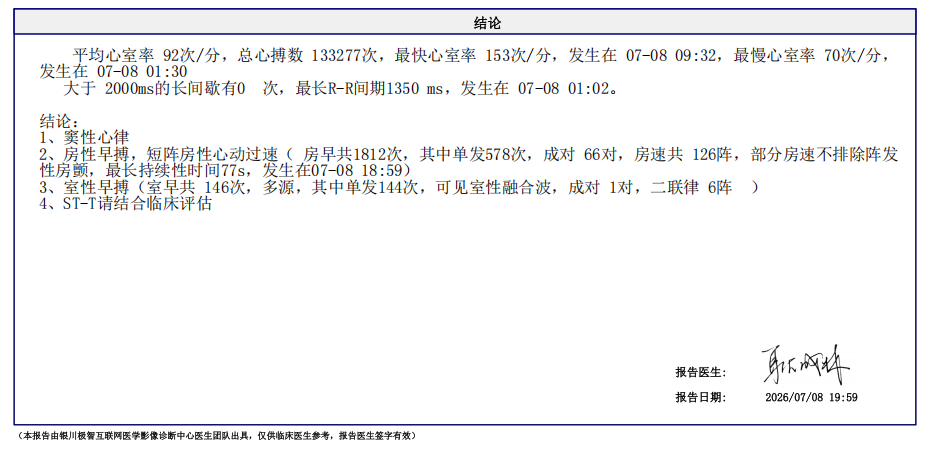 结论
平均心室率 92次/分，总心搏数 133277次，最快心室率 153次/分，发生在 07-08 09:32，最慢心室率 70次/分，
发生在 07-08 01:30
大于 2000ms的长间歇有0 次，最长R-R间期1350 ms，发生在 07-08 01:02。
结论：
1、窦性心律
2、房性早搏，短阵房性心动过速（ 房早共1812次，其中单发578次，成对 66对，房速共 126阵，部分房速不排除阵发
性房颤，最长持续性时间77s，发生在07-08 18:59）
3、室性早搏（室早共 146次，多源，其中单发144次，可见室性融合波，成对 1对，二联律 6阵 ）
4、ST-T请结合临床评估
报告医生:
报告日期: 2026/07/08 19:59
（本报告由银川极智互联网医学影像诊断中心医生团队出具，仅供临床医生参考，报告医生签字有效）